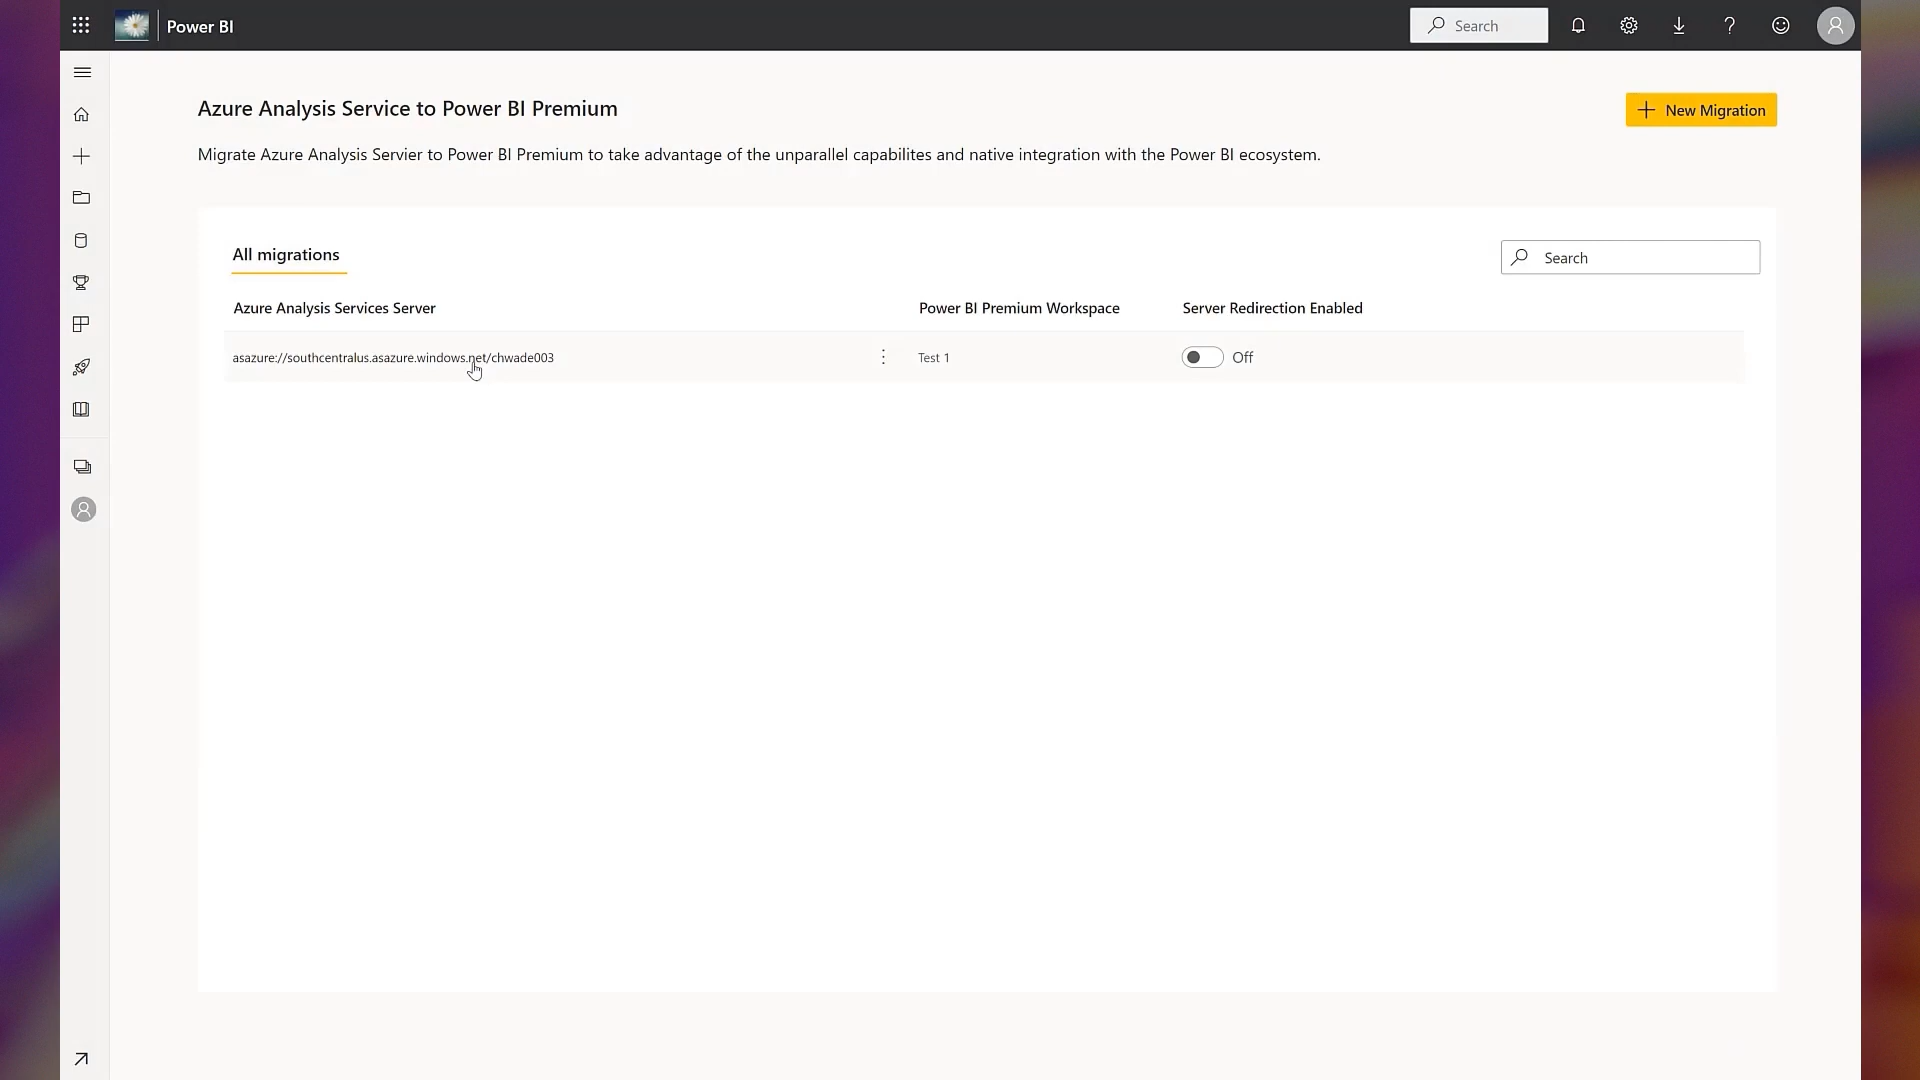 Power BI
Search
Azure Analysis Service to Power BI Premium
New Migration
Migrate Azure Analysis Servier to Power BI Premium to take advantage of the unparallel capabilites and native integration with the Power BI ecosystem.
All migrations
Search
Azure Analysis Services Server
Power BI Premium Workspace
Server Redirection Enabled
asazure://southcentralus.asazure.windows.net/chwade003
Test 1
Off